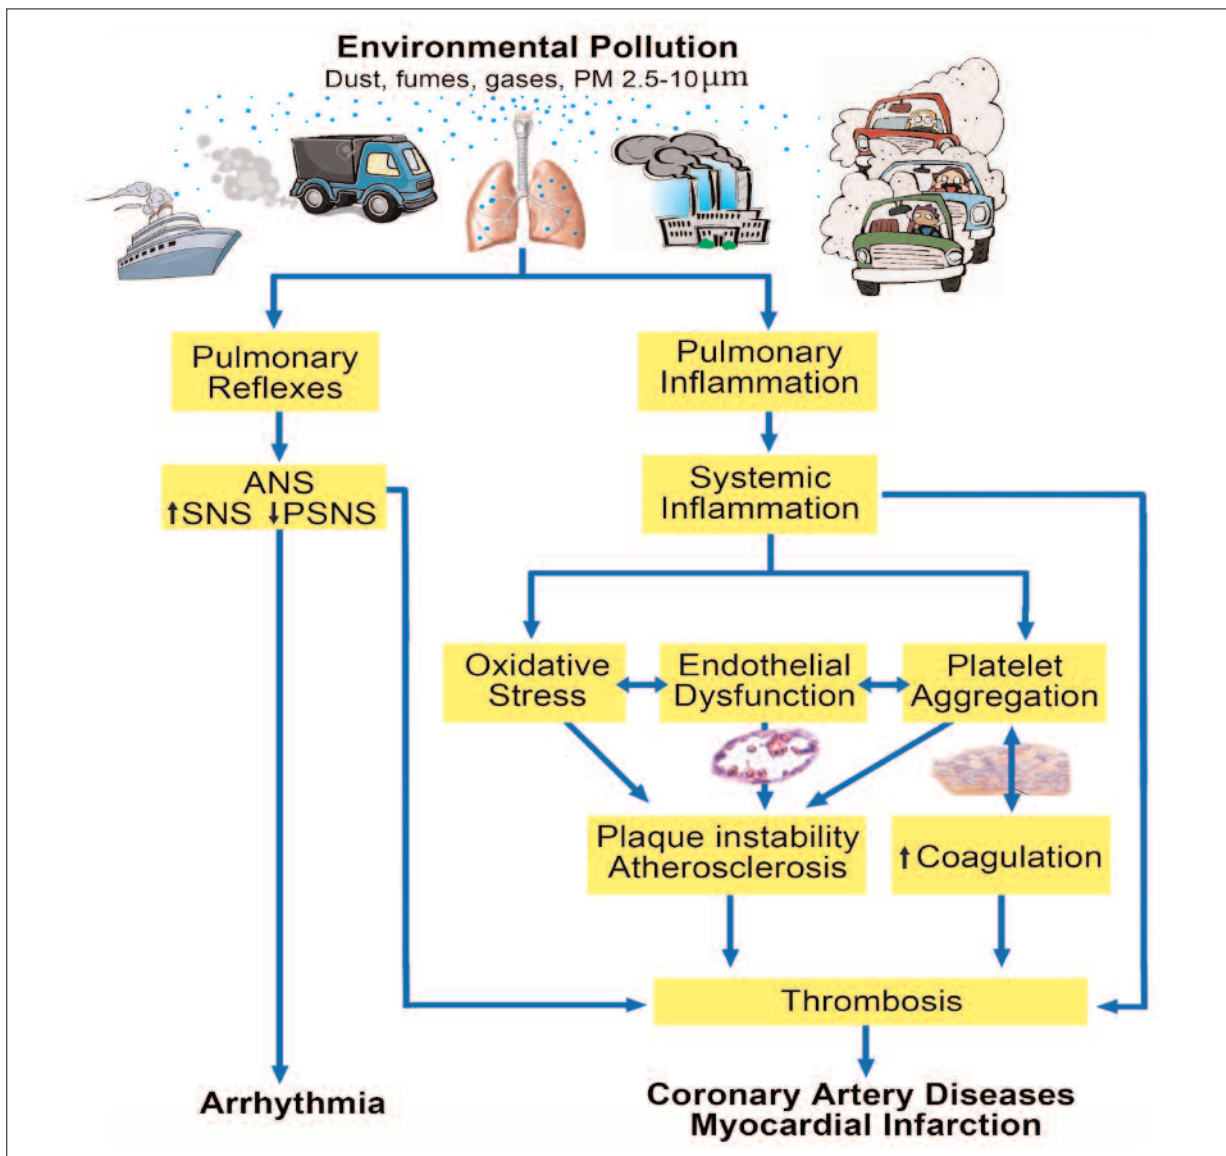 Environmental Pollution
Dust, fumes, gases, PM 2.5-10μm
Pulmonary
Reflexes
Pulmonary
Inflammation
ANS
↑SNS ↓PSNS
Systemic
Inflammation
Oxidative
Stress
Endothelial
Dysfunction
Platelet
Aggregation
Plaque instability
Atherosclerosis
↑Coagulation
Thrombosis
Arrhythmia
Coronary Artery Diseases
Myocardial Infarction